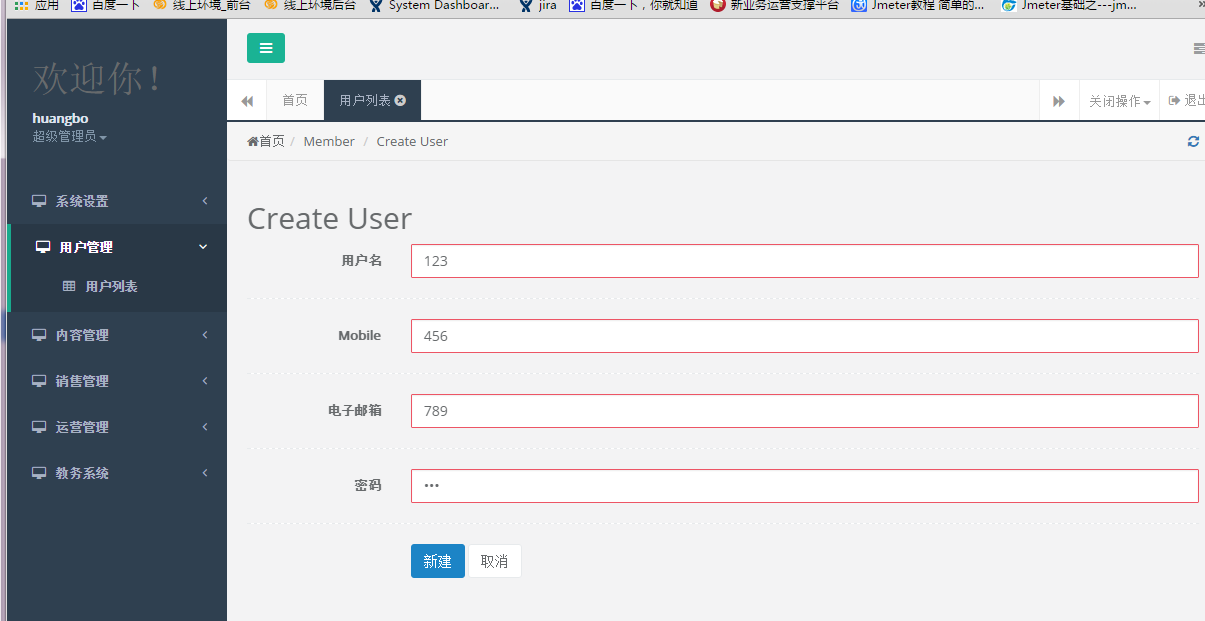 应用 百度一下 线上环境_前台 线上环境后台 System Dashboar... jira 百度一下，你就知道 新业务运营支撑平台 Jmeter教程 简单的... Jmeter基础之---jm...
欢迎你！
huangbo
超级管理员
首页 用户列表 关闭操作 退出
首页 / Member / Create User
系统设置
用户管理
用户列表
内容管理
销售管理
运营管理
教务系统
Create User
用户名 123
Mobile 456
电子邮箱 789
密码 •••
新建 取消